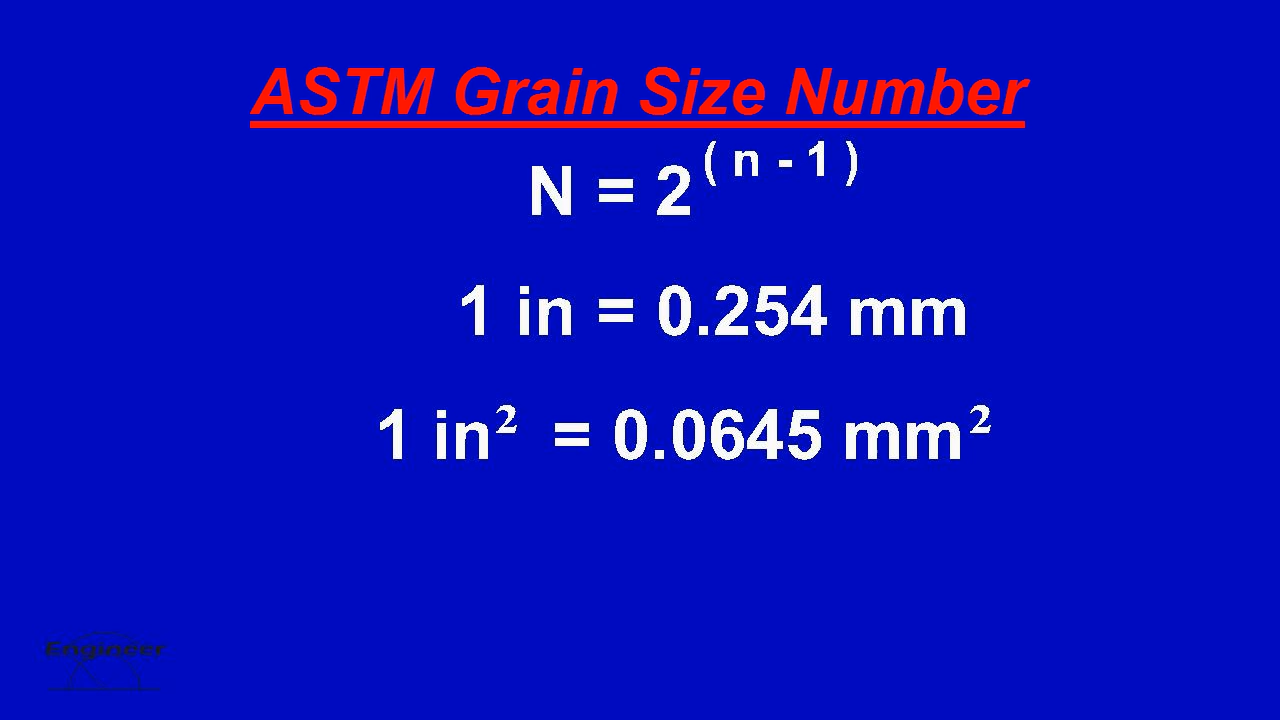 ASTM Grain Size Number
N = 2^( n - 1 )
1 in = 0.254 mm
1 in² = 0.0645 mm²
Engineer